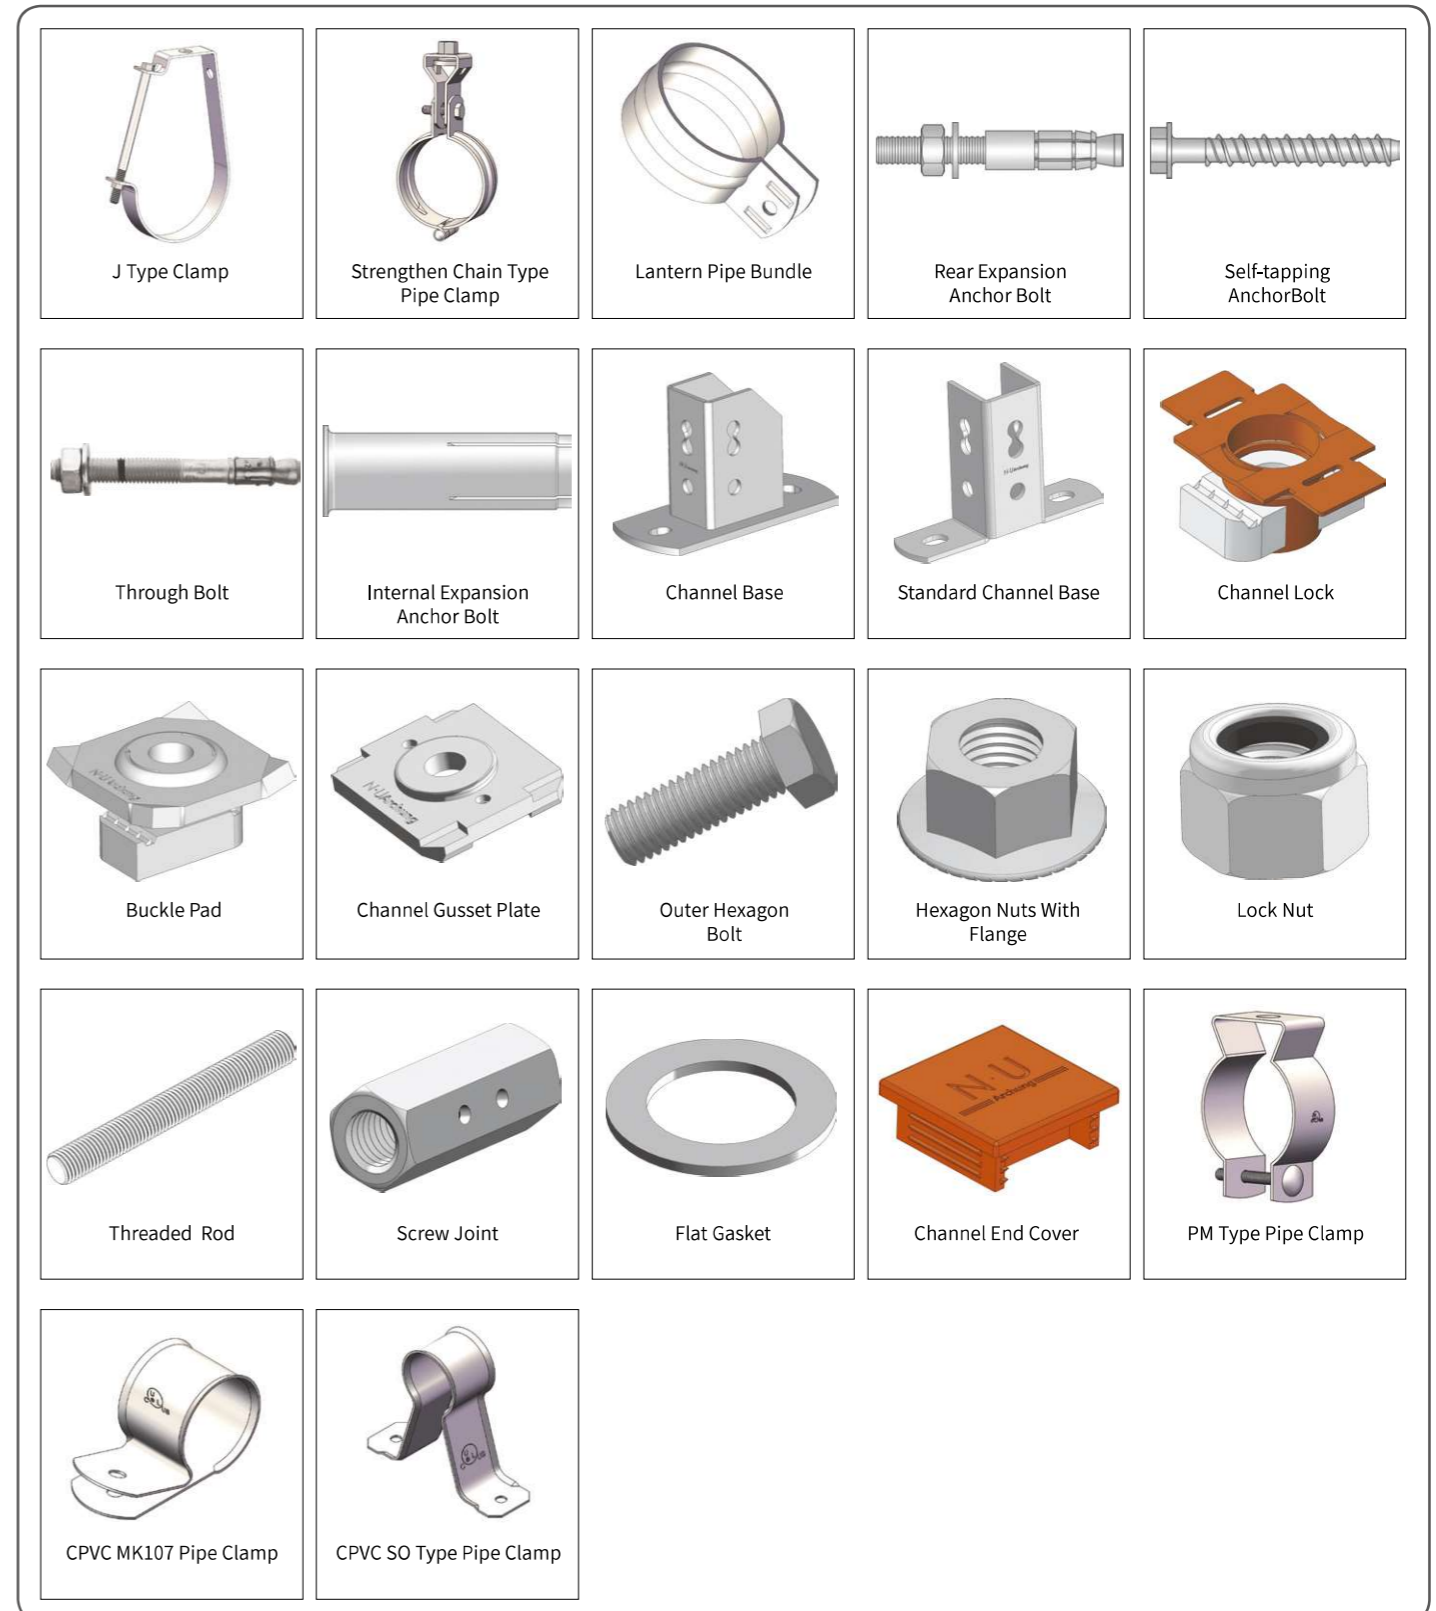 J Type Clamp
Strengthen Chain Type
Pipe Clamp
Lantern Pipe Bundle
Rear Expansion
Anchor Bolt
Self-tapping
AnchorBolt
Through Bolt
Internal Expansion
Anchor Bolt
Channel Base
Standard Channel Base
Channel Lock
Buckle Pad
Channel Gusset Plate
Outer Hexagon
Bolt
Hexagon Nuts With
Flange
Lock Nut
N·U
Threaded Rod
Screw Joint
Flat Gasket
Channel End Cover
PM Type Pipe Clamp
CPVC MK107 Pipe Clamp
CPVC SO Type Pipe Clamp